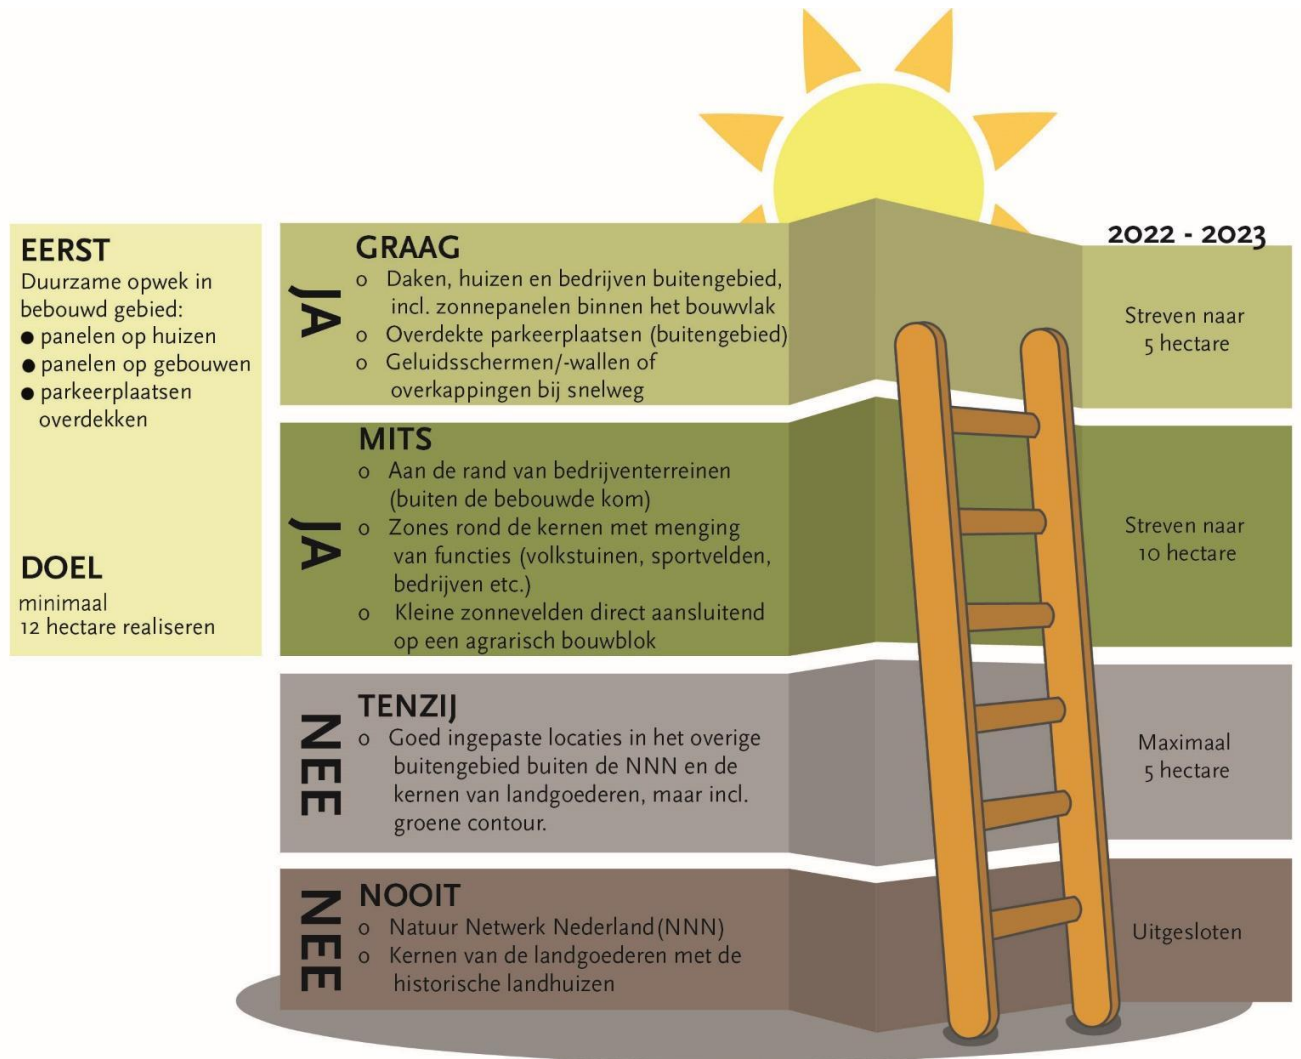 EERST
Duurzame opwek in
bebouwd gebied:
● panelen op huizen
● panelen op gebouwen
● parkeerplaatsen
overdekken
DOEL
minimaal
12 hectare realiseren
JA
GRAAG
o Daken, huizen en bedrijven buitengebied,
incl. zonnepanelen binnen het bouwvlak
o Overdekte parkeerplaatsen (buitengebied)
o Geluidsschermen/-wallen of
overkappingen bij snelweg
2022 - 2023
Streven naar
5 hectare
JA
MITS
o Aan de rand van bedrijventerreinen
(buiten de bebouwde kom)
o Zones rond de kernen met menging
van functies (volkstuinen, sportvelden,
bedrijven etc.)
o Kleine zonnevelden direct aansluitend
op een agrarisch bouwblok
Streven naar
10 hectare
NEE
TENZIJ
o Goed ingepaste locaties in het overige
buitengebied buiten de NNN en de
kernen van landgoederen, maar incl.
groene contour.
Maximaal
5 hectare
NEE
NOOIT
o Natuur Netwerk Nederland (NNN)
o Kernen van de landgoederen met de
historische landhuizen
Uitgesloten